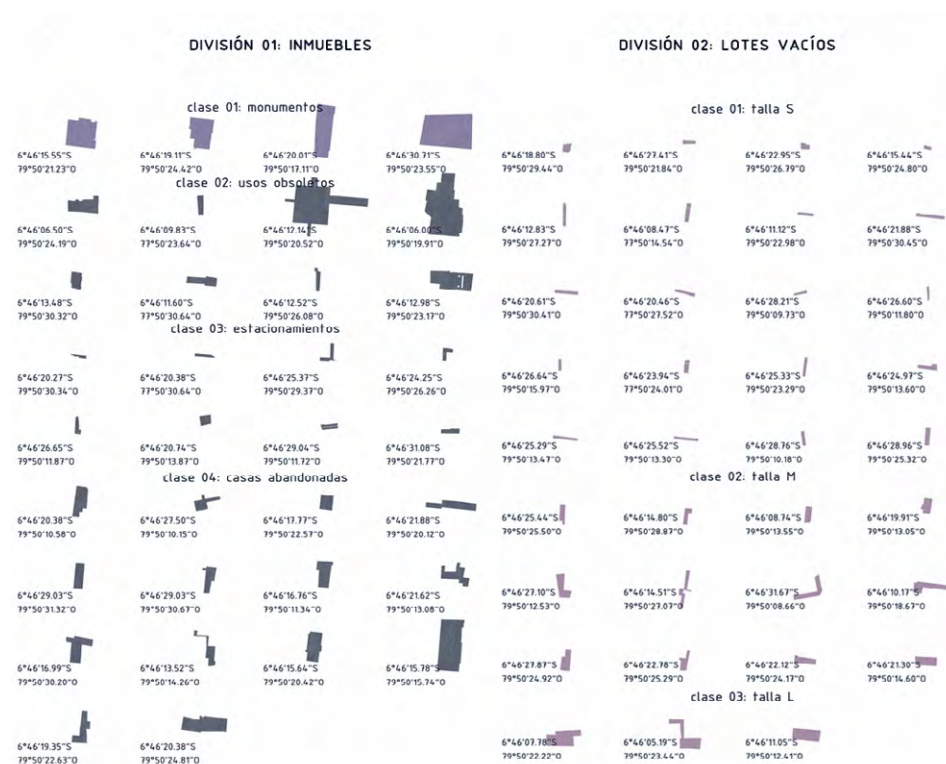 DIVISIÓN 01: INMUEBLES
clase 01: monumentos
6°46'15.55"S 6°46'19.11"S 6°46'20.01"S 6°46'30.71"S
79°50'21.23"O 79°50'24.42"O 79°50'17.11"O 79°50'23.55"O
clase 02: usos obsoletos
6°46'06.50"S 6°46'09.83"S 6°46'12.14"S 6°46'06.00"S
79°50'24.19"O 77°50'23.64"O 79°50'20.52"O 79°50'19.91"O
6°46'13.48"S 6°46'11.60"S 6°46'12.52"S 6°46'12.98"S
79°50'30.32"O 77°50'30.64"O 79°50'26.08"O 79°50'23.17"O
clase 03: estacionamientos
6°46'20.27"S 6°46'20.38"S 6°46'25.37"S 6°46'24.25"S
79°50'30.34"O 77°50'30.64"O 79°50'29.37"O 79°50'26.26"O
6°46'26.65"S 6°46'20.74"S 6°46'29.04"S 6°46'31.08"S
79°50'11.87"O 79°50'13.87"O 79°50'11.72"O 79°50'21.77"O
clase 04: casas abandonadas
6°46'20.38"S 6°46'27.50"S 6°46'17.77"S 6°46'21.88"S
79°50'10.58"O 79°50'10.15"O 79°50'22.57"O 79°50'20.12"O
6°46'29.03"S 6°46'29.03"S 6°46'16.76"S 6°46'21.62"S
79°50'31.32"O 79°50'30.67"O 79°50'11.34"O 79°50'13.08"O
6°46'16.99"S 6°46'13.52"S 6°46'15.64"S 6°46'15.78"S
79°50'30.20"O 79°50'14.26"O 79°50'20.42"O 79°50'15.74"O
6°46'19.35"S 6°46'20.38"S
79°50'22.63"O 79°50'24.81"O
DIVISIÓN 02: LOTES VACÍOS
clase 01: talla S
6°46'18.80"S 6°46'27.41"S 6°46'22.95"S 6°46'15.44"S
79°50'29.44"O 79°50'21.84"O 79°50'26.79"O 79°50'24.80"O
6°46'12.83"S 6°46'08.47"S 6°46'11.12"S 6°46'21.88"S
79°50'27.27"O 77°50'14.54"O 79°50'22.98"O 79°50'30.45"O
6°46'20.61"S 6°46'20.46"S 6°46'28.21"S 6°46'26.60"S
79°50'30.41"O 77°50'27.52"O 79°50'09.73"O 79°50'11.80"O
6°46'26.64"S 6°46'23.94"S 6°46'25.33"S 6°46'24.97"S
79°50'15.97"O 77°50'24.01"O 79°50'23.29"O 79°50'13.60"O
6°46'25.29"S 6°46'25.52"S 6°46'28.76"S 6°46'28.96"S
79°50'13.47"O 79°50'13.30"O 79°50'10.18"O 79°50'25.32"O
clase 02: talla M
6°46'25.44"S 6°46'14.80"S 6°46'08.74"S 6°46'19.91"S
79°50'25.50"O 79°50'28.87"O 79°50'13.55"O 79°50'13.05"O
6°46'27.10"S 6°46'14.51"S 6°46'31.67"S 6°46'10.17"S
79°50'12.53"O 79°50'27.07"O 79°50'08.66"O 79°50'18.67"O
6°46'27.87"S 6°46'22.78"S 6°46'22.12"S 6°46'21.30"S
79°50'24.92"O 79°50'25.29"O 79°50'24.17"O 79°50'14.60"O
clase 03: talla L
6°46'07.78"S 6°46'05.19"S 6°46'11.05"S
79°50'22.22"O 79°50'23.44"O 79°50'12.41"O